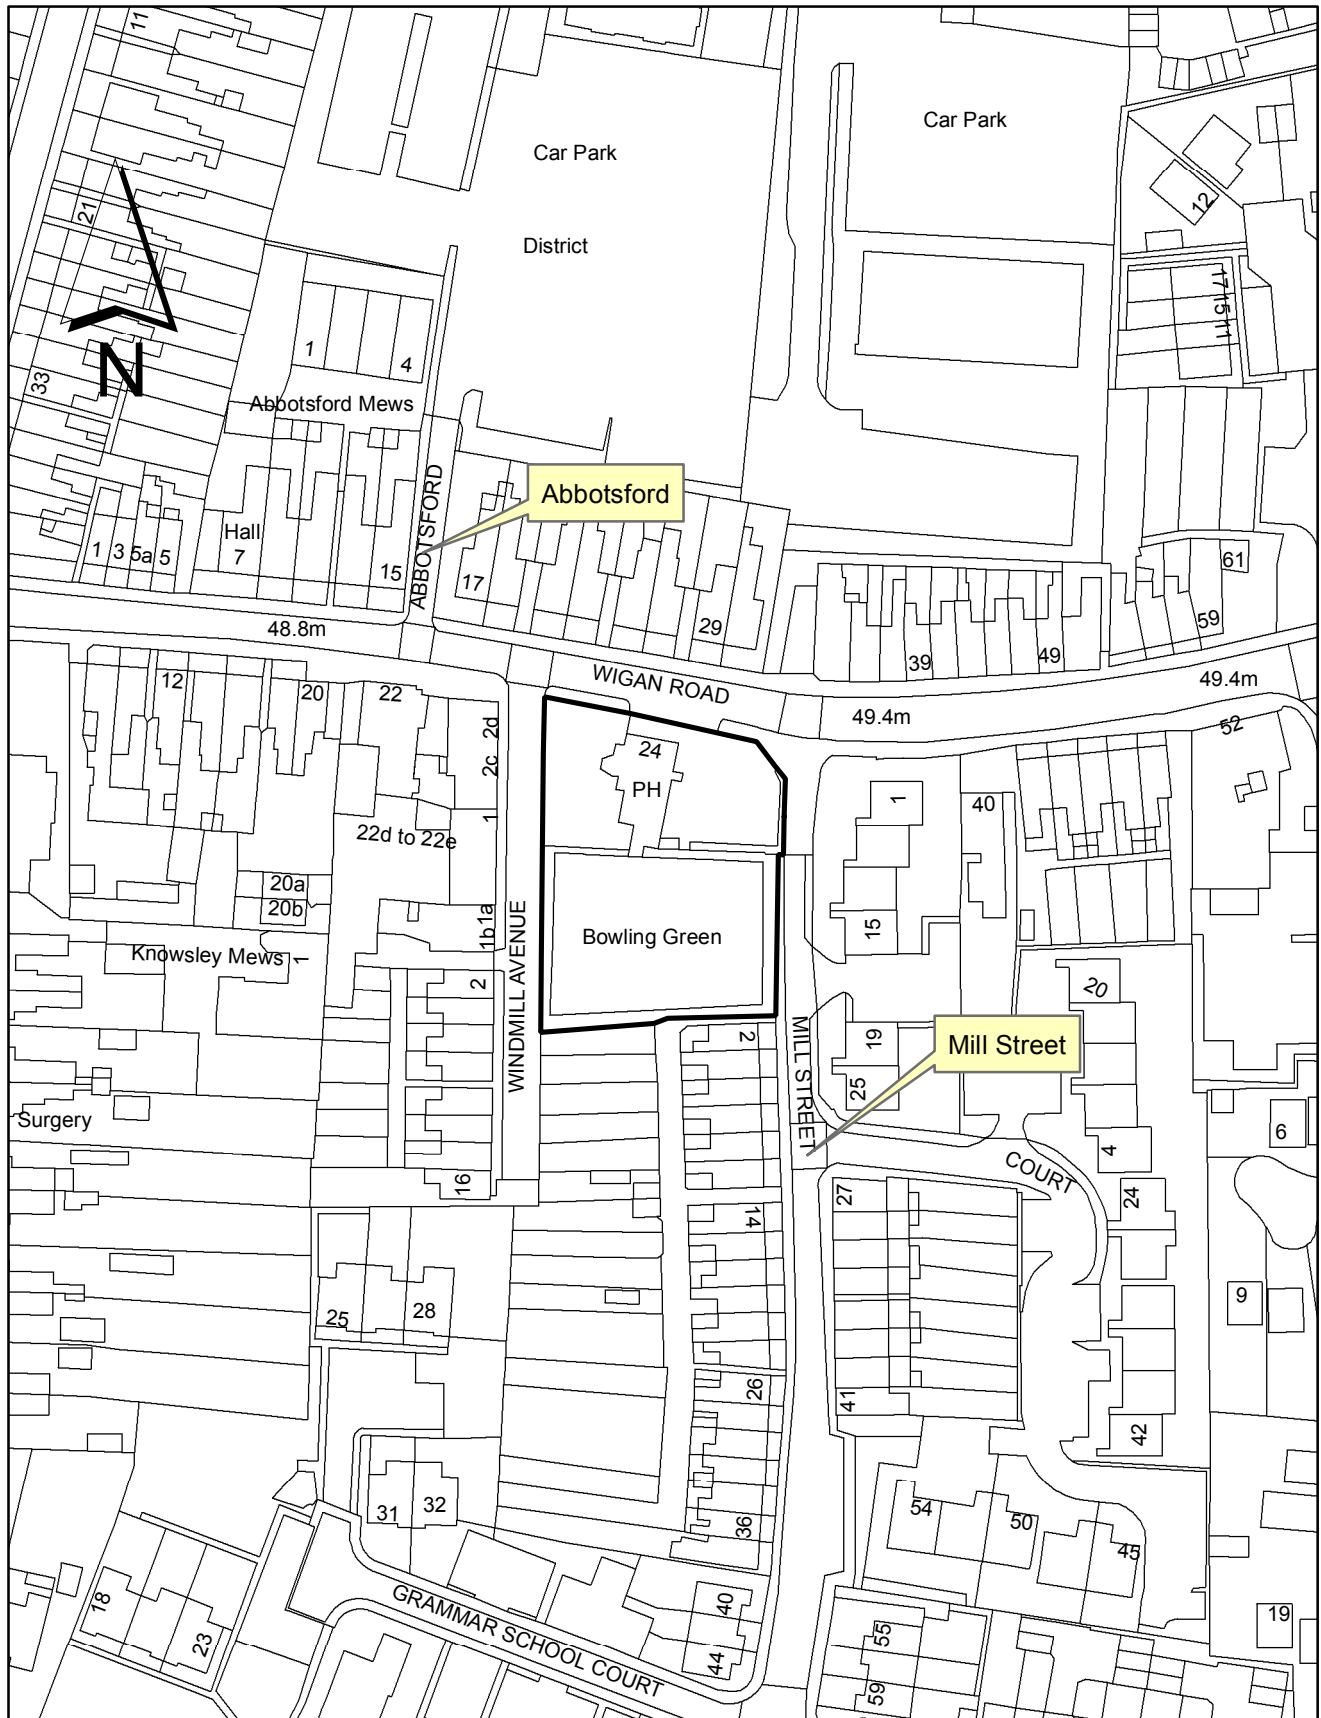 11
Car Park
Car Park
12
21
District
17 15 11
1
4
N
33
Abbotsford Mews
ABBOTSFORD
Abbotsford
Hall
7
1
3
5a
5
15
17
29
61
59
39
49
48.8m
WIGAN ROAD
49.4m
49.4m
12
20
22
2d
2c
24
PH
52
1
40
1
22d to 22e
20a
20b
1a
1b
15
Bowling Green
Knowsley Mews
1
WINDMILL AVENUE
2
20
2
MILL STREET
19
Mill Street
25
Surgery
6
4
COURT
16
27
24
14
25
28
9
26
41
42
31
32
36
54
50
45
GRAMMAR SCHOOL COURT
40
18
23
44
55
19
59